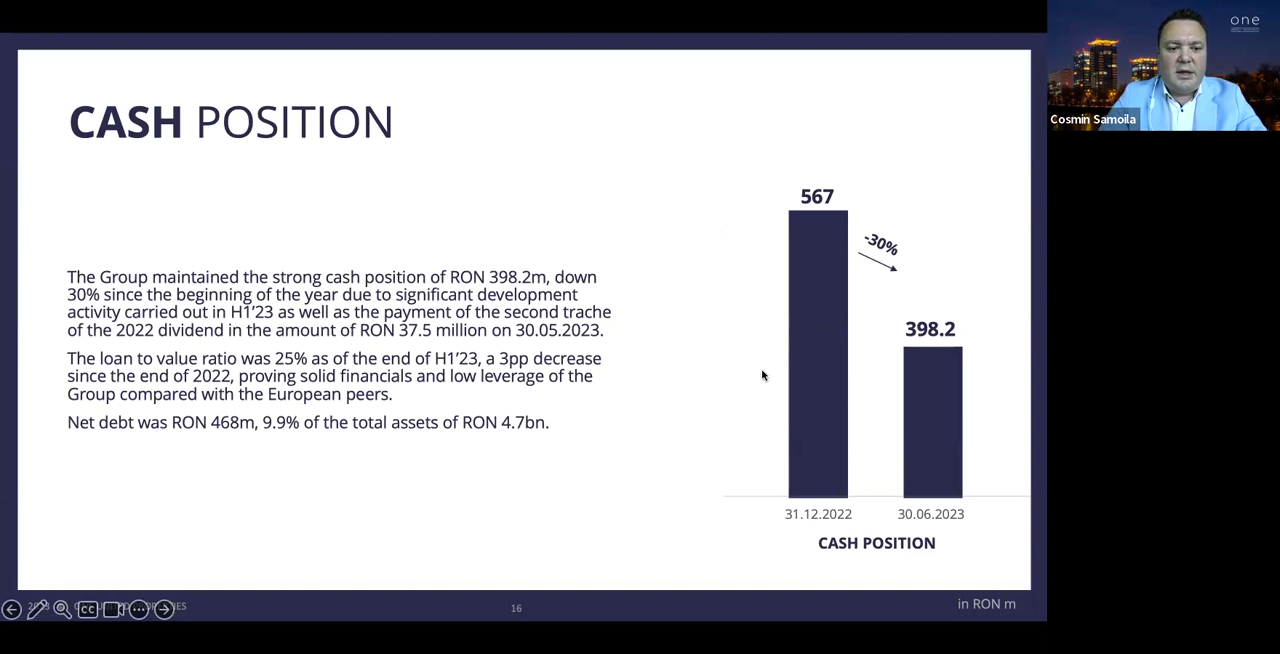 CASH POSITION
The Group maintained the strong cash position of RON 398.2m, down
30% since the beginning of the year due to significant development
activity carried out in H1’23 as well as the payment of the second trache
of the 2022 dividend in the amount of RON 37.5 million on 30.05.2023.
The loan to value ratio was 25% as of the end of H1’23, a 3pp decrease
since the end of 2022, proving solid financials and low leverage of the
Group compared with the European peers.
Net debt was RON 468m, 9.9% of the total assets of RON 4.7bn.
567
-30%
398.2
31.12.2022
30.06.2023
CASH POSITION
CC
16
in RON m
one
Cosmin Samoila